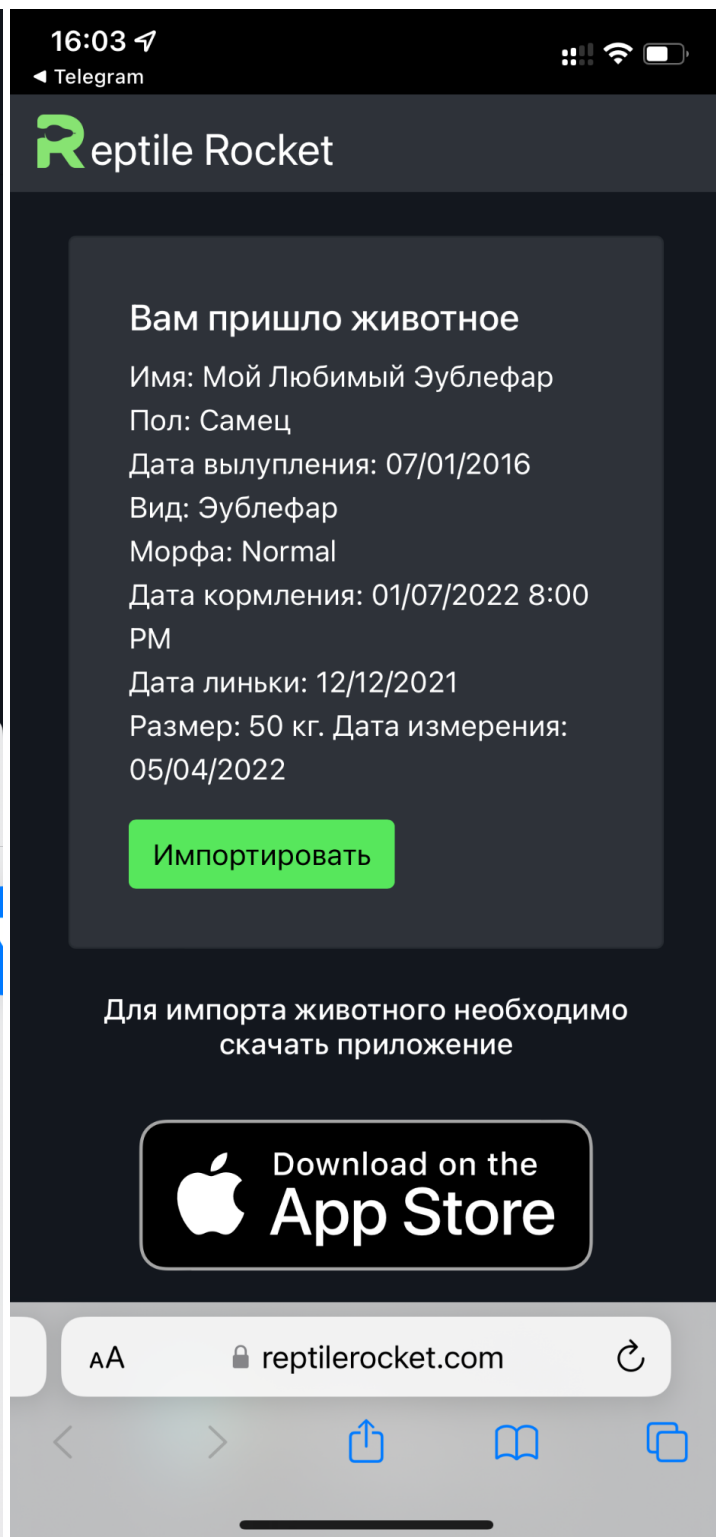 16:03
◀ Telegram
Reptile Rocket
Вам пришло животное
Имя: Мой Любимый Эублефар
Пол: Самец
Дата вылупления: 07/01/2016
Вид: Эублефар
Морфа: Normal
Дата кормления: 01/07/2022 8:00
PM
Дата линьки: 12/12/2021
Размер: 50 кг. Дата измерения:
05/04/2022
Импортировать
Для импорта животного необходимо
скачать приложение
Download on the
App Store
AA reptilerocket.com